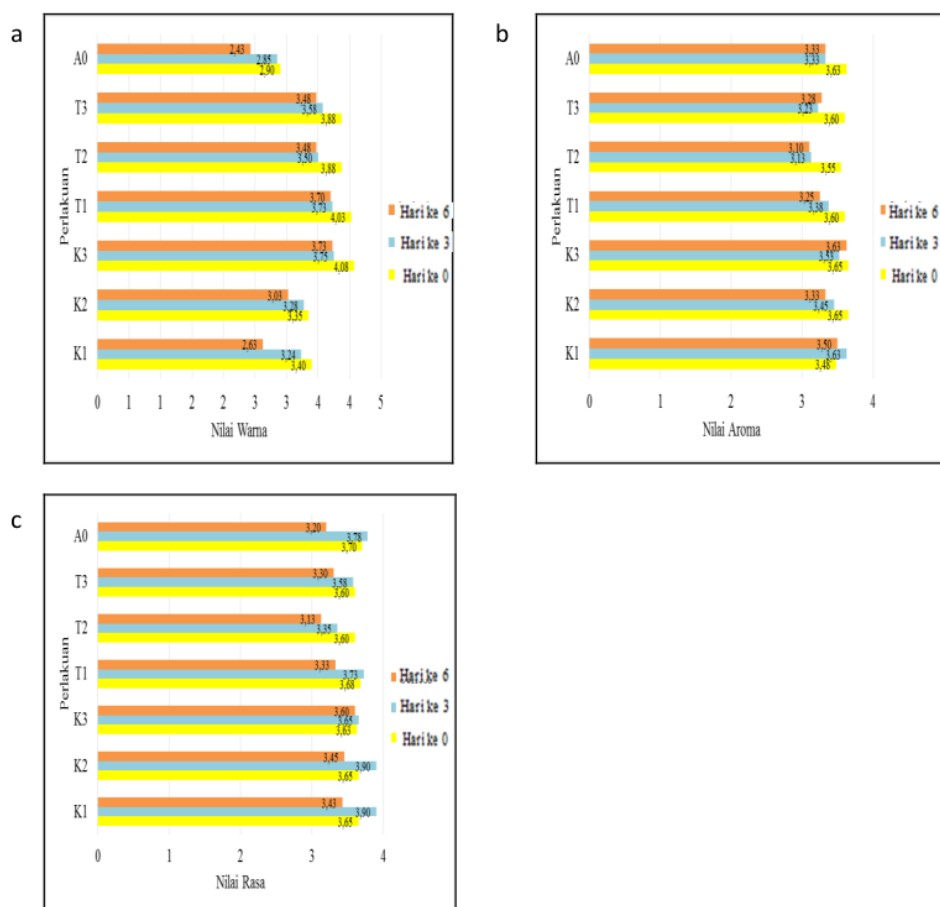 a
A0
2,43
2,85
2,90
T3
3,48
3,58
3,88
T2
3,48
3,50
3,88
T1
3,70
3,73
4,03
K3
3,73
3,75
4,08
K2
3,03
3,28
3,35
K1
2,63
3,24
3,40
Perlakuan
Hari ke 6
Hari ke 3
Hari ke 0
0 1 1 2 2 3 3 4 4 5
Nilai Warna
b
A0
3,33
3,33
3,63
T3
3,28
3,23
3,60
T2
3,10
3,13
3,55
T1
3,25
3,38
3,60
K3
3,63
3,53
3,65
K2
3,33
3,45
3,65
K1
3,50
3,63
3,48
Perlakuan
Hari ke 6
Hari ke 3
Hari ke 0
0 1 2 3 4
Nilai Aroma
c
A0
3,20
3,78
3,70
T3
3,30
3,58
3,60
T2
3,13
3,35
3,60
T1
3,33
3,73
3,68
K3
3,60
3,65
3,63
K2
3,45
3,90
3,65
K1
3,43
3,90
3,65
Perlakuan
Hari ke 6
Hari ke 3
Hari ke 0
0 1 2 3 4
Nilai Rasa